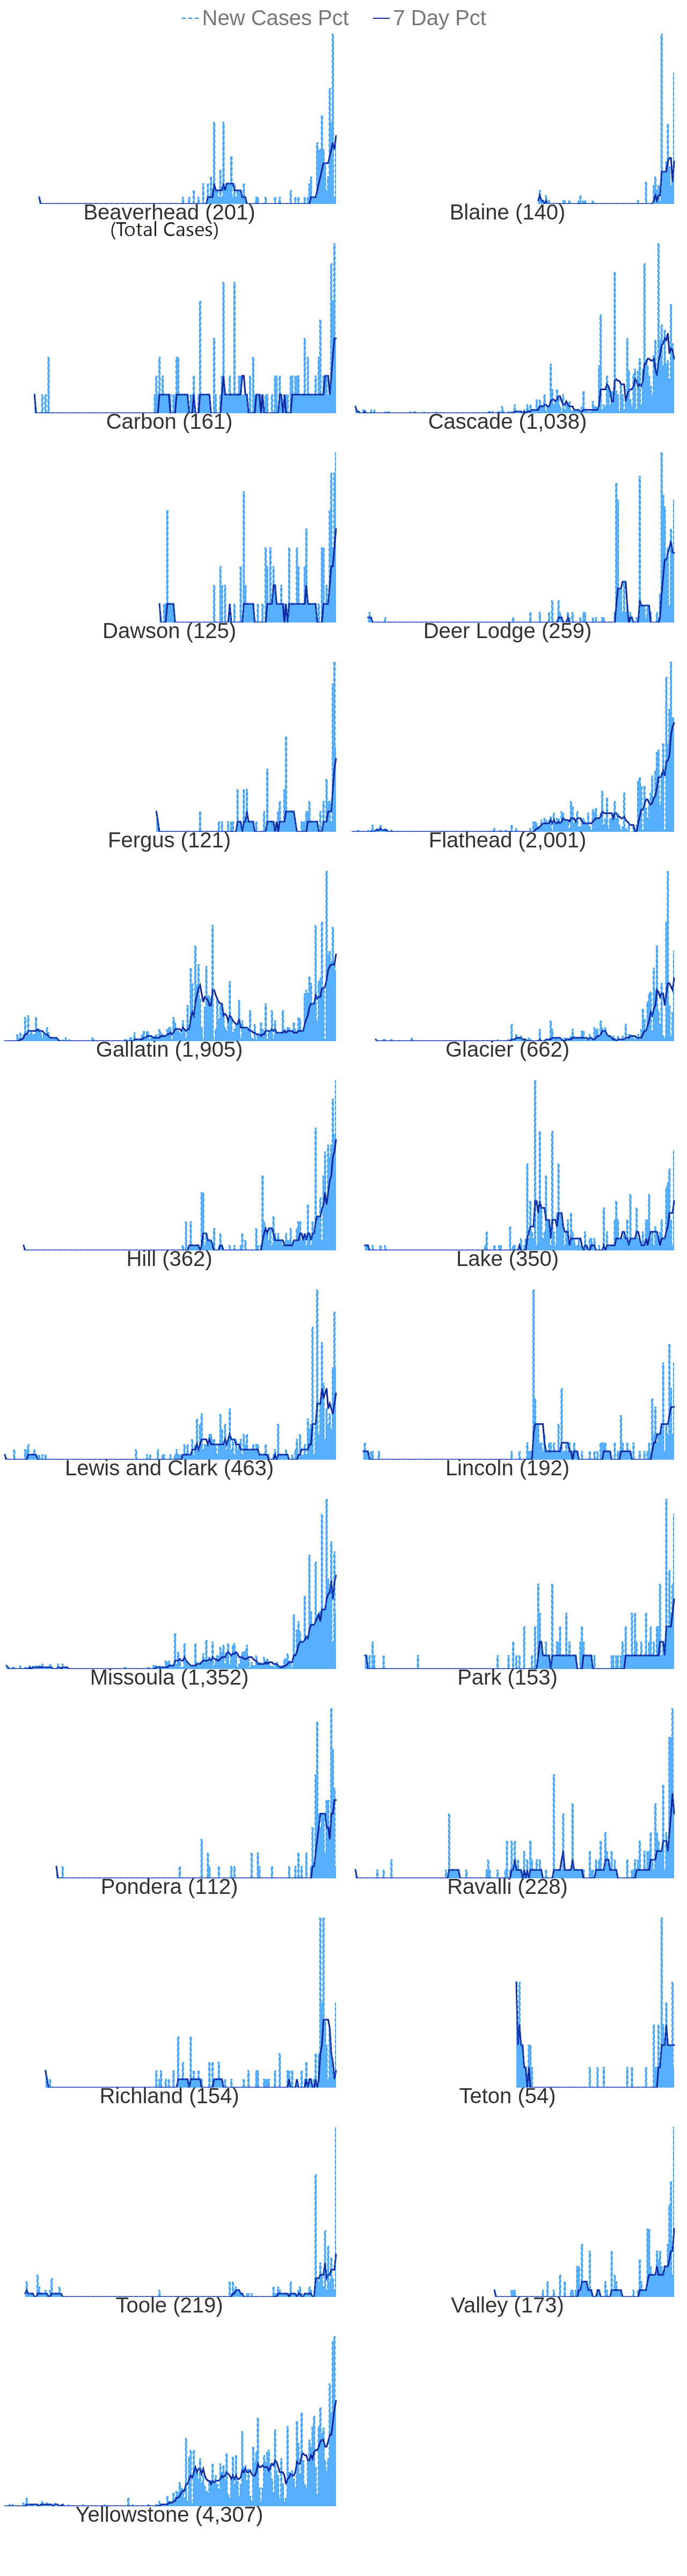 New Cases Pct 7 Day Pct
Beaverhead (201) Blaine (140)
(Total Cases)
Carbon (161) Cascade (1,038)
Dawson (125) Deer Lodge (259)
Fergus (121) Flathead (2,001)
Gallatin (1,905) Glacier (662)
Hill (362) Lake (350)
Lewis and Clark (463) Lincoln (192)
Missoula (1,352) Park (153)
Pondera (112) Ravalli (228)
Richland (154) Teton (54)
Toole (219) Valley (173)
Yellowstone (4,307)